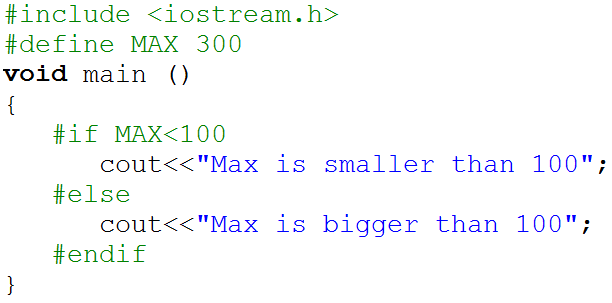 #include <iostream.h>
#define MAX 300
void main ()
{
   #if MAX<100
      cout<<"Max is smaller than 100";
   #else
      cout<<"Max is bigger than 100";
   #endif
}